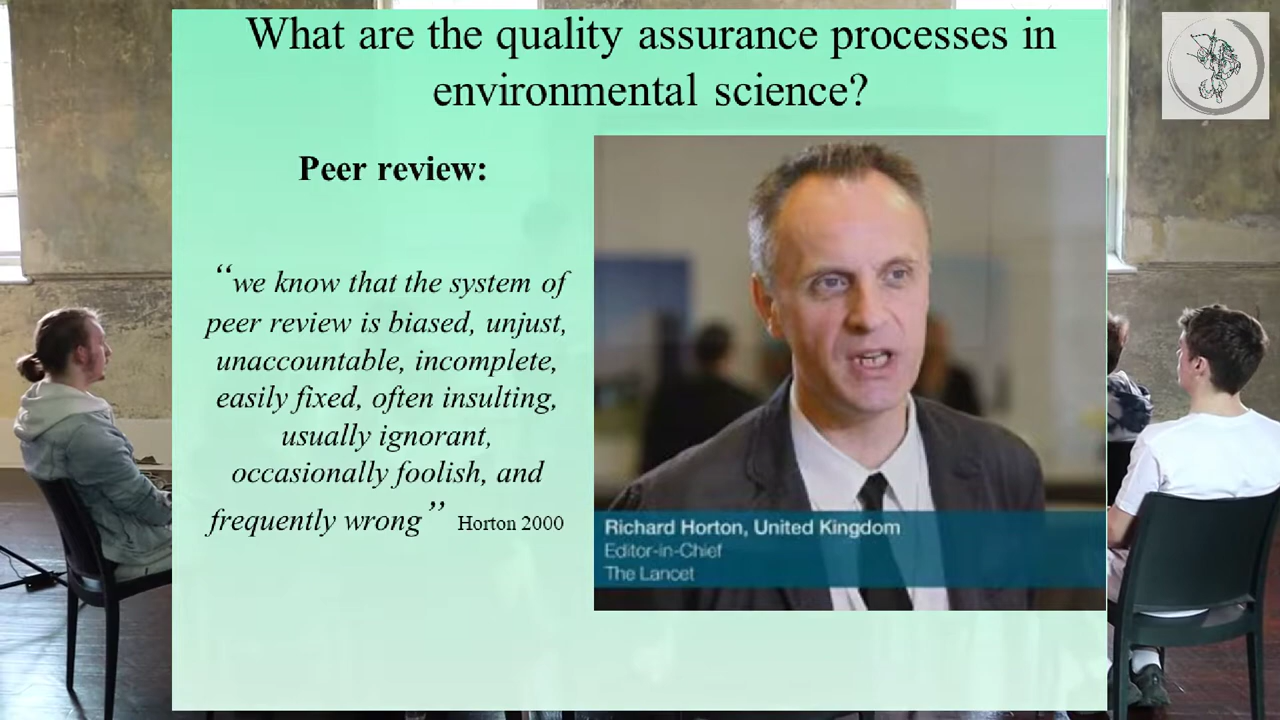 What are the quality assurance processes in
environmental science?
Peer review:
“we know that the system of
peer review is biased, unjust,
unaccountable, incomplete,
easily fixed, often insulting,
usually ignorant,
occasionally foolish, and
frequently wrong” Horton 2000
Richard Horton, United Kingdom
Editor-in-Chief
The Lancet